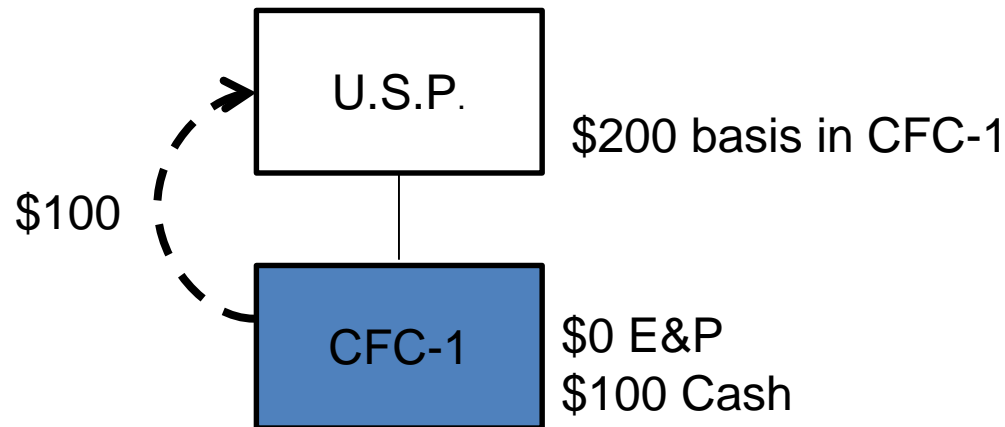 U.S.P.
$200 basis in CFC-1
$100
CFC-1
$0 E&P
$100 Cash